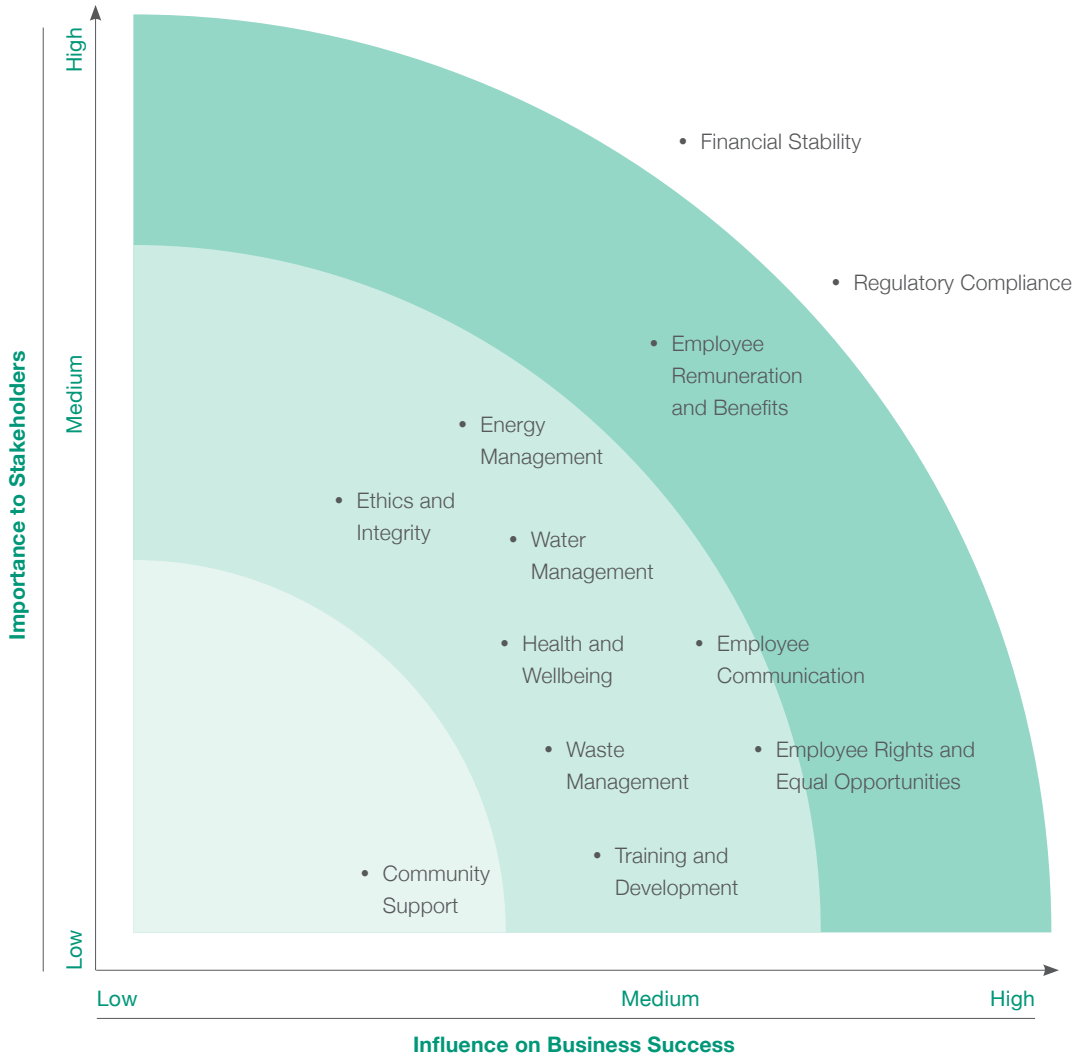 High
Medium
Low
Importance to Stakeholders
• Financial Stability
• Regulatory Compliance
• Employee
Remuneration
and Benefits
• Energy
Management
• Ethics and
Integrity
• Water
Management
• Health and
Wellbeing
• Employee
Communication
• Waste
Management
• Employee Rights and
Equal Opportunities
• Training and
Development
• Community
Support
Low
Medium
High
Influence on Business Success